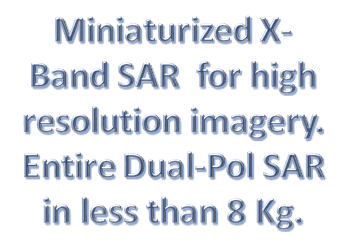 Miniaturized X-
Band SAR  for high
resolution imagery.
Entire Dual-Pol SAR
in less than 8 Kg.